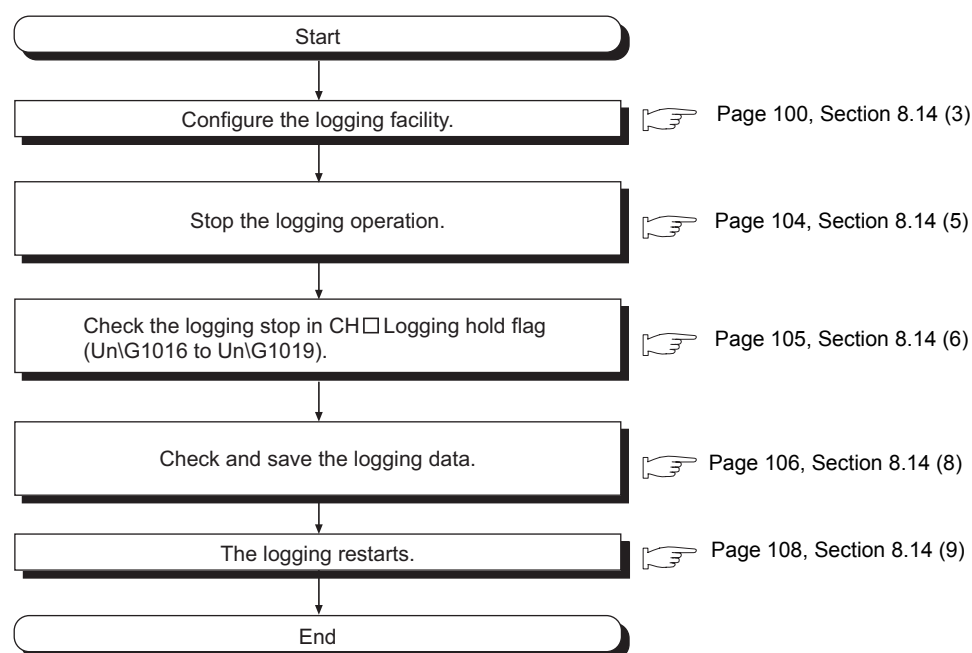 Start
Configure the logging facility.
Page 100, Section 8.14 (3)
Stop the logging operation.
Page 104, Section 8.14 (5)
Check the logging stop in CH□ Logging hold flag
(Un\G1016 to Un\G1019).
Page 105, Section 8.14 (6)
Check and save the logging data.
Page 106, Section 8.14 (8)
The logging restarts.
Page 108, Section 8.14 (9)
End